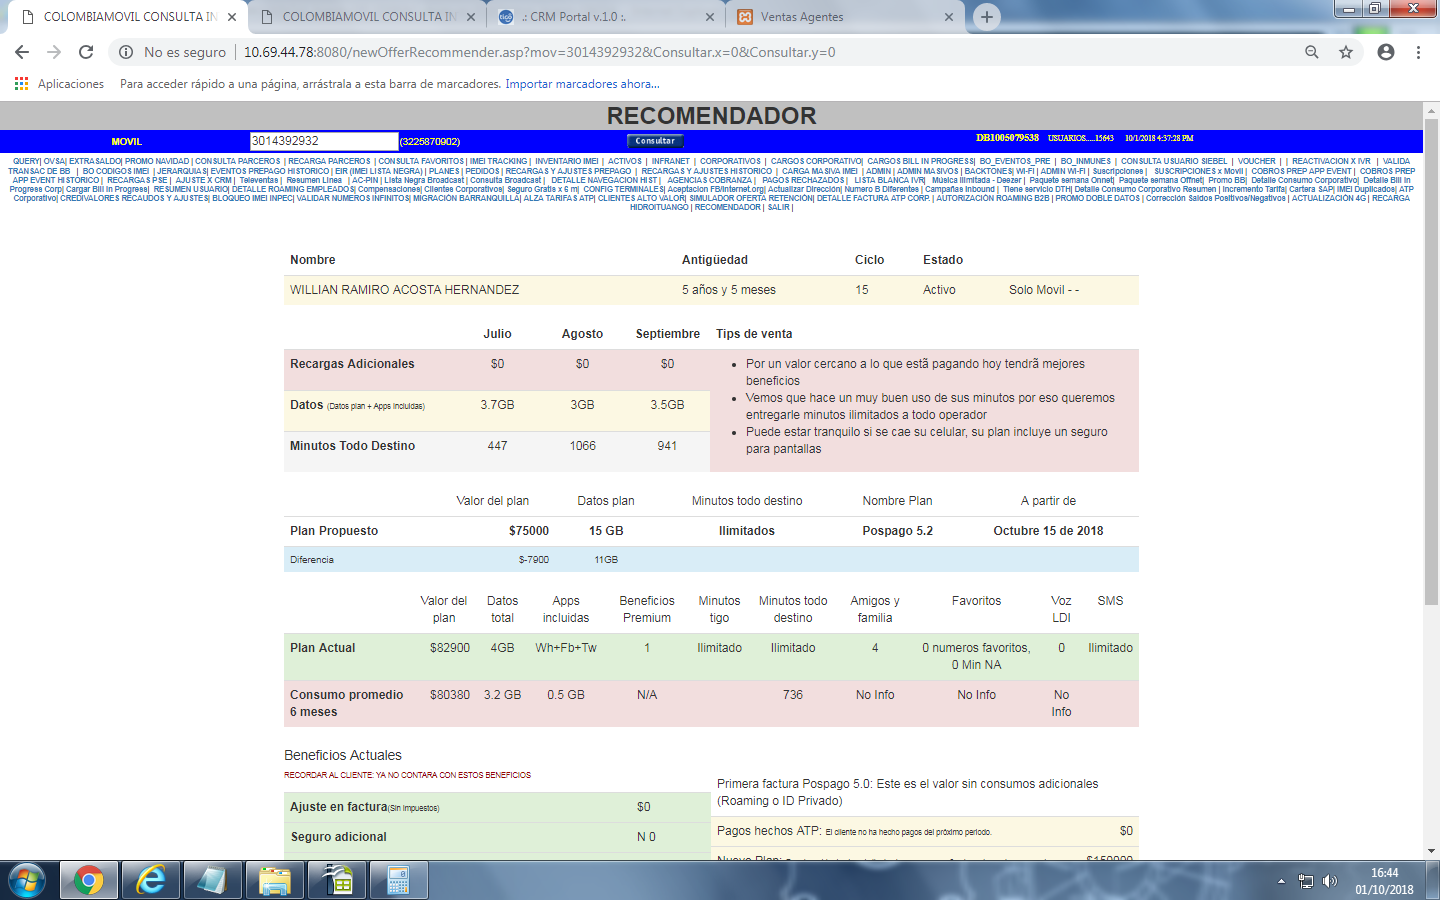 COLOMBIAMOVIL CONSULTA IN
COLOMBIAMOVIL CONSULTA IN
tigo .: CRM Portal v.1.0 :.
Ventas Agentes
No es seguro | 10.69.44.78:8080/newOfferRecommender.asp?mov=3014392932&Consultar.x=0&Consultar.y=0
Aplicaciones Para acceder rápido a una página, arrástrala a esta barra de marcadores. Importar marcadores ahora...
RECOMENDADOR
MOVIL 3014392932 (3225870902) Consultar DB1005079538 USUARIOS.....15643 10/1/2018 4:37:28 PM
QUERY| OVSA| EXTRASALDO| PROMO NAVIDAD | CONSULTA PARCEROS | RECARGA PARCEROS | CONSULTA FAVORITOS | IMEI TRACKING | INVENTARIO IMEI | ACTIVOS | INFRANET | CORPORATIVOS | CARGOS CORPORATIVO| CARGOS BILL IN PROGRESS| BO_EVENTOS_PRE | BO_INMUNES | CONSULTA USUARIO SIEBEL | VOUCHER | | REACTIVACION X IVR | VALIDA
TRANSAC DE BB | BO CODIGOS IMEI | JERARQUIAS| EVENTOS PREPAGO HISTORICO | EIR (IMEI LISTA NEGRA) | PLANES | PEDIDOS | RECARGAS Y AJUSTES PREPAGO | RECARGAS Y AJUSTES HISTORICO | CARGA MASIVA IMEI | ADMIN | ADMIN MASIVOS | BACKTONES| WI-FI | ADMIN WI-FI | Suscripciones | SUSCRIPCIONES x Movil | COBROS PREP APP EVENT | COBROS PREP
APP EVENT HISTORICO | RECARGAS PSE | AJUSTE X CRM | Televentas | Resumen Linea | AC-PIN | Lista Negra Broadcast | Consulta Broadcast | DETALLE NAVEGACION HIST | AGENCIAS COBRANZA | PAGOS RECHAZADOS | LISTA BLANCA IVR| Música Ilimitada - Deezer | Paquete semana Onnet| Paquete semana Offnet| Promo BB| Detalle Consumo Corporativo| Detalle Bill In
Progress Corp| Cargar Bill In Progress| RESUMEN USUARIO| DETALLE ROAMING EMPLEADOS| Compensaciones| Clientes Corporativos| Seguro Gratis x 6 m| CONFIG TERMINALES| Aceptacion FB/Internet.org| Actualizar Dirección| Numero B Diferentes | Campañas Inbound | Tiene servicio DTH| Detalle Consumo Corporativo Resumen | Incremento Tarifa| Cartera SAP| IMEI Duplicados| ATP
Corporativo| CREDIVALORES RECAUDOS Y AJUSTES| BLOQUEO IMEI INPEC| VALIDAR NUMEROS INFINITOS| MIGRACIÓN BARRANQUILLA| ALZA TARIFAS ATP| CLIENTES ALTO VALOR| SIMULADOR OFERTA RETENCIÓN| DETALLE FACTURA ATP CORP. | AUTORIZACIÓN ROAMING B2B | PROMO DOBLE DATOS | Corrección Saldos Positivos/Negativos | ACTUALIZACIÓN 4G | RECARGA
HIDROITUANGO | RECOMENDADOR | SALIR |
Nombre Antigüedad Ciclo Estado
WILLIAN RAMIRO ACOSTA HERNANDEZ 5 años y 5 meses 15 Activo Solo Movil - -
Julio Agosto Septiembre Tips de venta
Recargas Adicionales $0 $0 $0
Datos (Datos plan + Apps incluidas) 3.7GB 3GB 3.5GB
Minutos Todo Destino 447 1066 941
• Por un valor cercano a lo que estã pagando hoy tendrã mejores
beneficios
• Vemos que hace un muy buen uso de sus minutos por eso queremos
entregarle minutos ilimitados a todo operador
• Puede estar tranquilo si se cae su celular, su plan incluye un seguro
para pantallas
Valor del plan Datos plan Minutos todo destino Nombre Plan A partir de
Plan Propuesto $75000 15 GB Ilimitados Pospago 5.2 Octubre 15 de 2018
Diferencia $-7900 11GB
Valor del plan Datos total Apps incluidas Beneficios Premium Minutos tigo Minutos todo destino Amigos y familia Favoritos Voz LDI SMS
Plan Actual $82900 4GB Wh+Fb+Tw 1 Ilimitado Ilimitado 4 0 numeros favoritos, 0 Min NA 0 Ilimitado
Consumo promedio 6 meses $80380 3.2 GB 0.5 GB N/A 736 No Info No Info No Info
Beneficios Actuales
RECORDAR AL CLIENTE: YA NO CONTARA CON ESTOS BENEFICIOS
Ajuste en factura(Sin impuestos) $0
Seguro adicional N 0
Primera factura Pospago 5.0: Este es el valor sin consumos adicionales
(Roaming o ID Privado)
Pagos hechos ATP: El cliente no ha hecho pagos del próximo periodo. $0
Nuevo Plan: $150000
16:44
01/10/2018